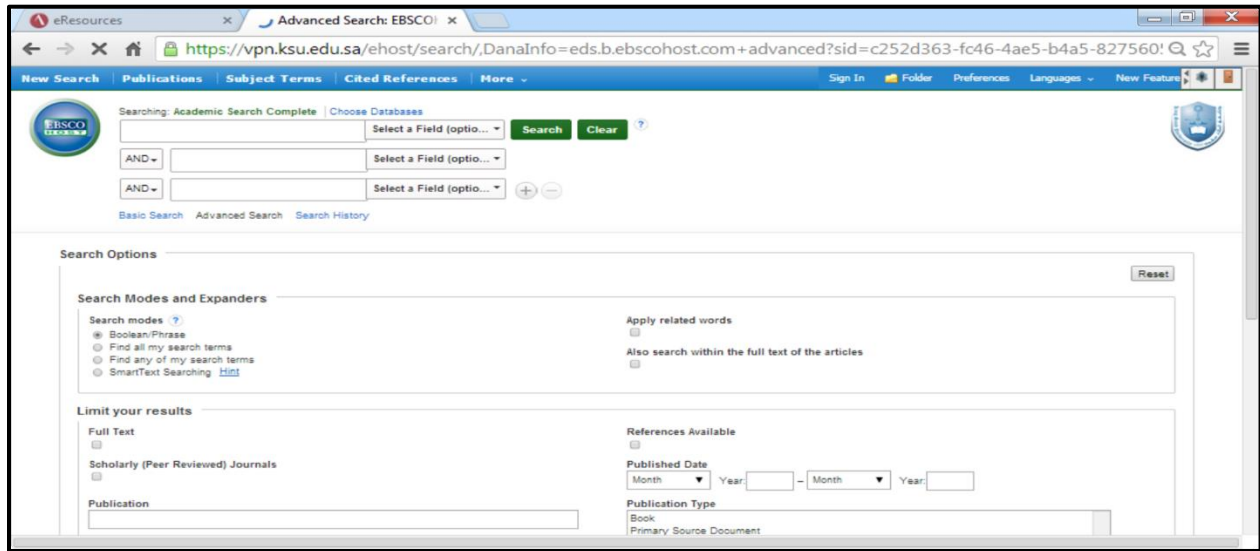 eResources
Advanced Search: EBSCOH
https://vpn.ksu.edu.sa/ehost/search/,DanaInfo=eds.b.ebscohost.com+advanced?sid=c252d363-fc46-4ae5-b4a5-827560
New Search Publications Subject Terms Cited References More Sign In Folder Preferences Languages New Feature
Searching: Academic Search Complete Choose Databases
EBSCO
HOST
Select a Field (optio... Search Clear ?
AND Select a Field (optio...
AND Select a Field (optio... + −
Basic Search Advanced Search Search History
Search Options
Reset
Search Modes and Expanders
Search modes ?
Boolean/Phrase
Find all my search terms
Find any of my search terms
SmartText Searching Hint
Apply related words
Also search within the full text of the articles
Limit your results
Full Text
References Available
Scholarly (Peer Reviewed) Journals
Published Date
Month Year: – Month Year:
Publication
Publication Type
Book
Primary Source Document